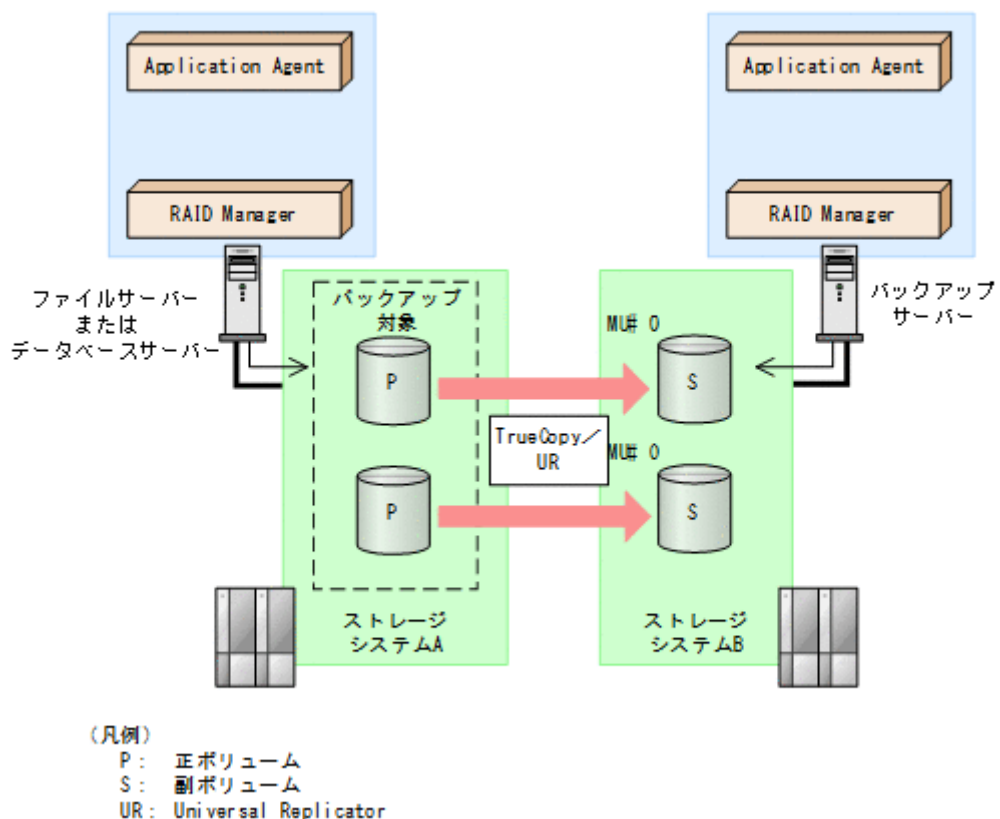 Application Agent
Application Agent
RAID Manager
RAID Manager
ファイルサーバー
または
データベースサーバー
バックアップ
対象
MU# 0
バックアップ
サーバー
P
S
TrueCopy／
UR
MU# 0
P
S
ストレージ
システムA
ストレージ
システムB
（凡例）
P： 正ボリューム
S： 副ボリューム
UR： Universal Replicator